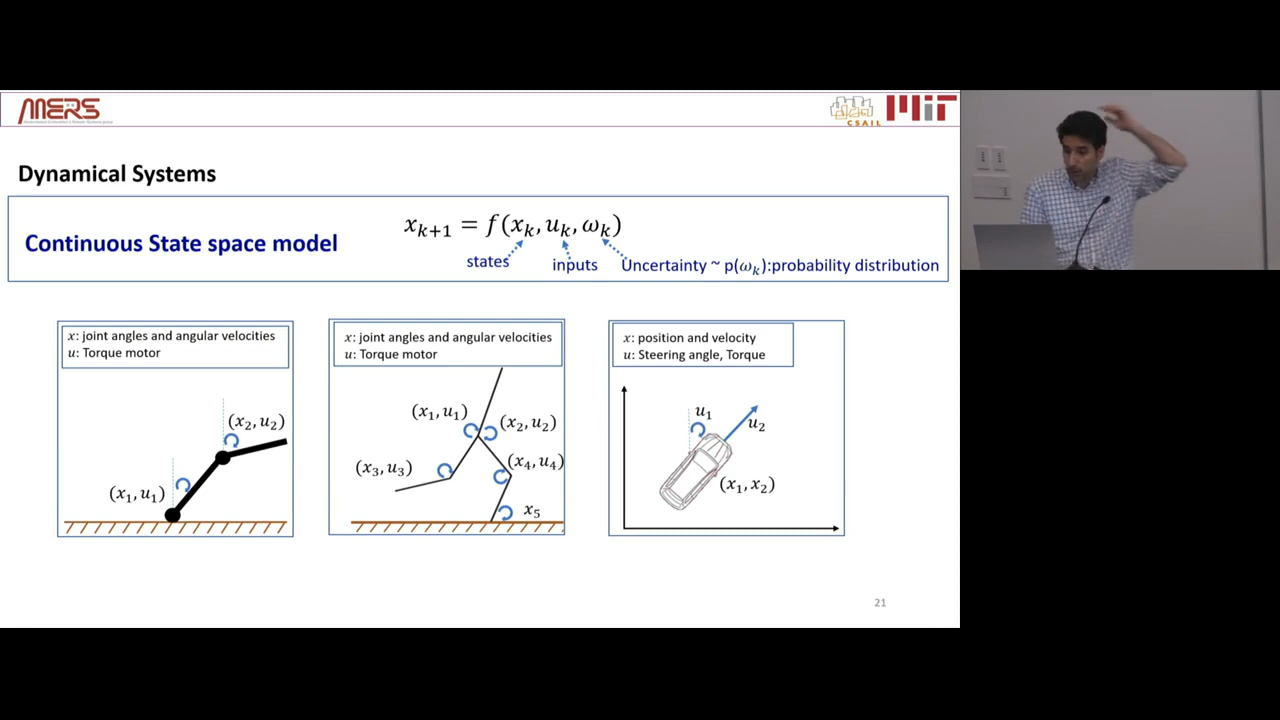 MERS
CSAIL
MIT
Dynamical Systems
Continuous State space model
x_{k+1} = f(x_k, u_k, ω_k)
states
inputs
Uncertainty ~ p(ω_k):probability distribution
x: joint angles and angular velocities
u: Torque motor
(x_2, u_2)
(x_1, u_1)
x: joint angles and angular velocities
u: Torque motor
(x_1, u_1)
(x_2, u_2)
(x_3, u_3)
(x_4, u_4)
x_5
x: position and velocity
u: Steering angle, Torque
u_1
u_2
(x_1, x_2)
21